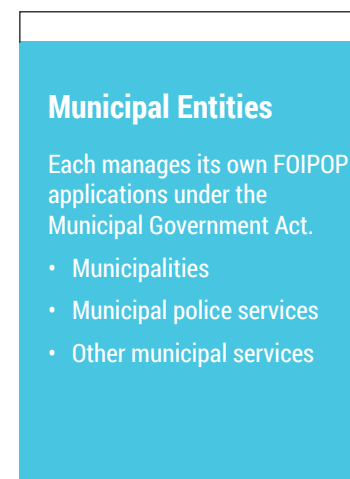 Municipal Entities
Each manages its own FOIPOP
applications under the
Municipal Government Act.
• Municipalities
• Municipal police services
• Other municipal services